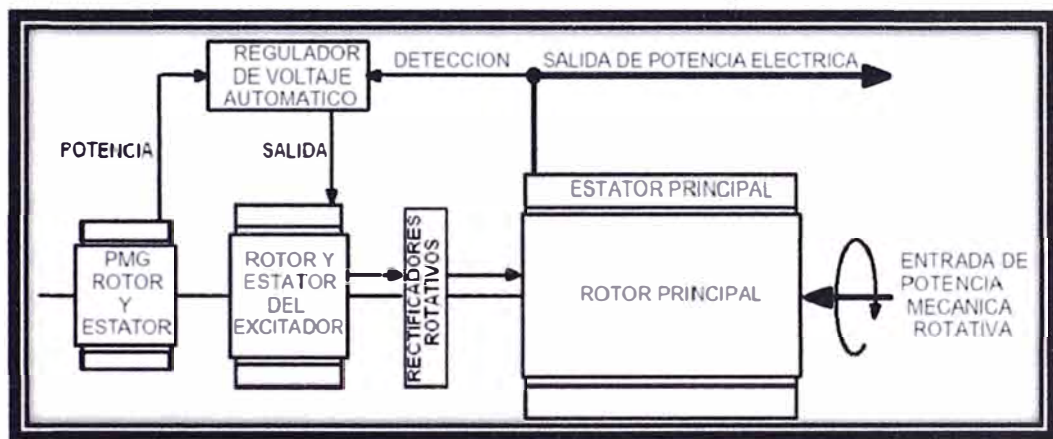 REGULADOR
DE VOLTAJE
AUTOMATICO
DETECCION
SALIDA DE POTENCIA ELECTRICA
POTENCIA
SALIDA
ESTATOR PRINCIPAL
PMG
ROTOR
Y
ESTATOR
ROTOR Y
ESTATOR
DEL
EXCITADOR
RECTIFICADORES
ROTATIVOS
ROTOR PRINCIPAL
ENTRADA DE
POTENCIA
MECANICA
ROTATIVA